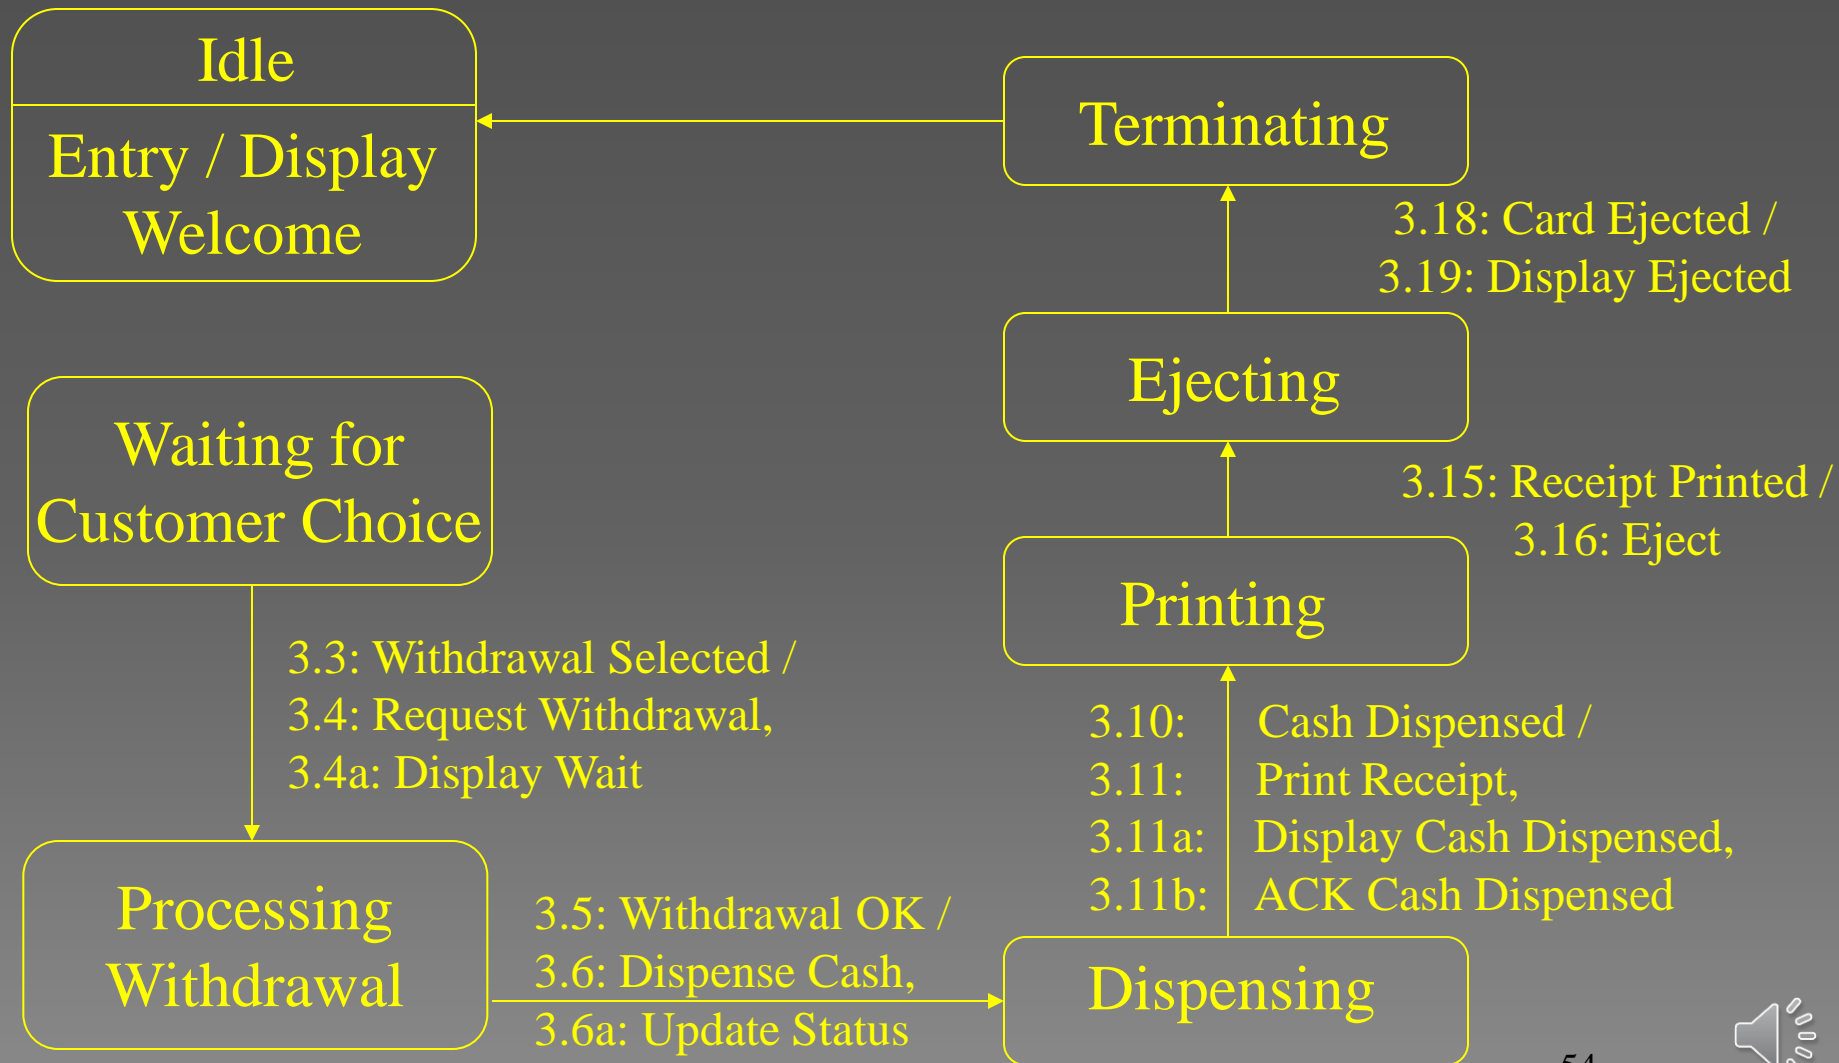 Idle
Entry / Display
Welcome
Terminating
3.18: Card Ejected /
3.19: Display Ejected
Ejecting
Waiting for
Customer Choice
3.15: Receipt Printed /
3.16: Eject
Printing
3.3: Withdrawal Selected /
3.4: Request Withdrawal,
3.4a: Display Wait
3.10: Cash Dispensed /
3.11: Print Receipt,
3.11a: Display Cash Dispensed,
3.11b: ACK Cash Dispensed
Processing
Withdrawal
3.5: Withdrawal OK /
3.6: Dispense Cash,
3.6a: Update Status
Dispensing